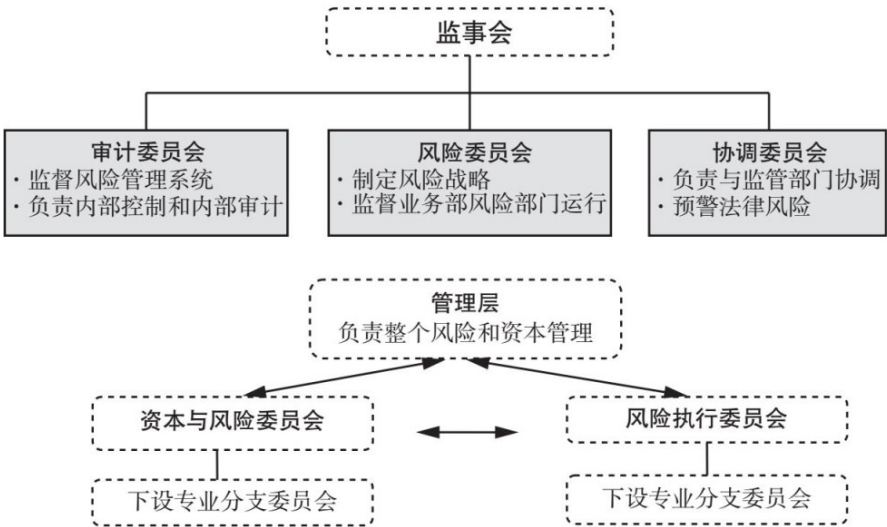 监事会
审计委员会
· 监督风险管理系统
· 负责内部控制和内部审计
风险委员会
· 制定风险战略
· 监督业务部风险部门运行
协调委员会
· 负责与监管部门协调
· 预警法律风险
管理层
负责整个风险和资本管理
资本与风险委员会
风险执行委员会
下设专业分支委员会
下设专业分支委员会